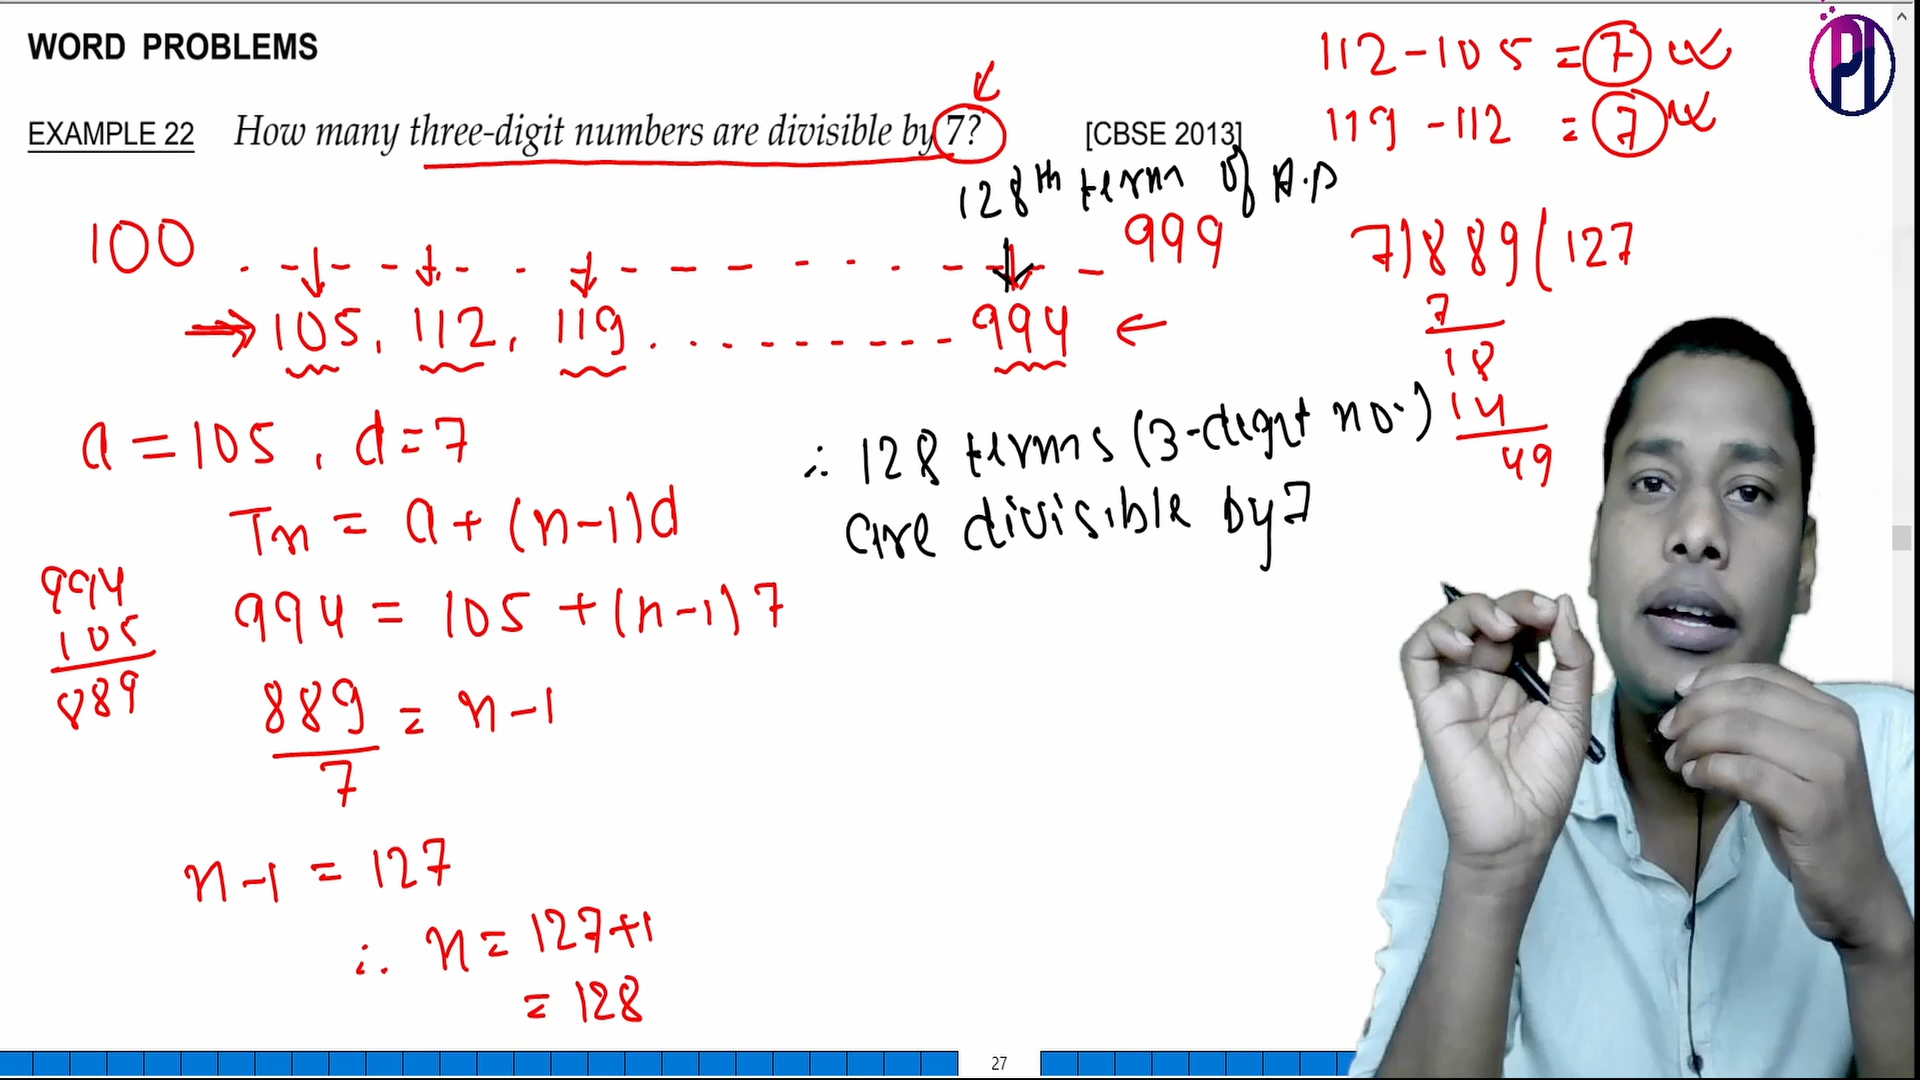 WORD PROBLEMS
EXAMPLE 22 How many three-digit numbers are divisible by 7? [CBSE 2013]
112-105 = 7
119-112 = 7
128th term of A.P
100 . - - - - - . - - - - - . . - - - - 999
105, 112, 119 . . - - - - - - - - - 994
7)889(127
7
18
14
49
a = 105, d = 7
Tn = a + (n-1)d
994 = 105 + (n-1)7
994
105
889
889/7 = n-1
n-1 = 127
∴ n = 127+1
= 128
∴ 128 terms (3-digit no.)
are divisible by 7
27
PI